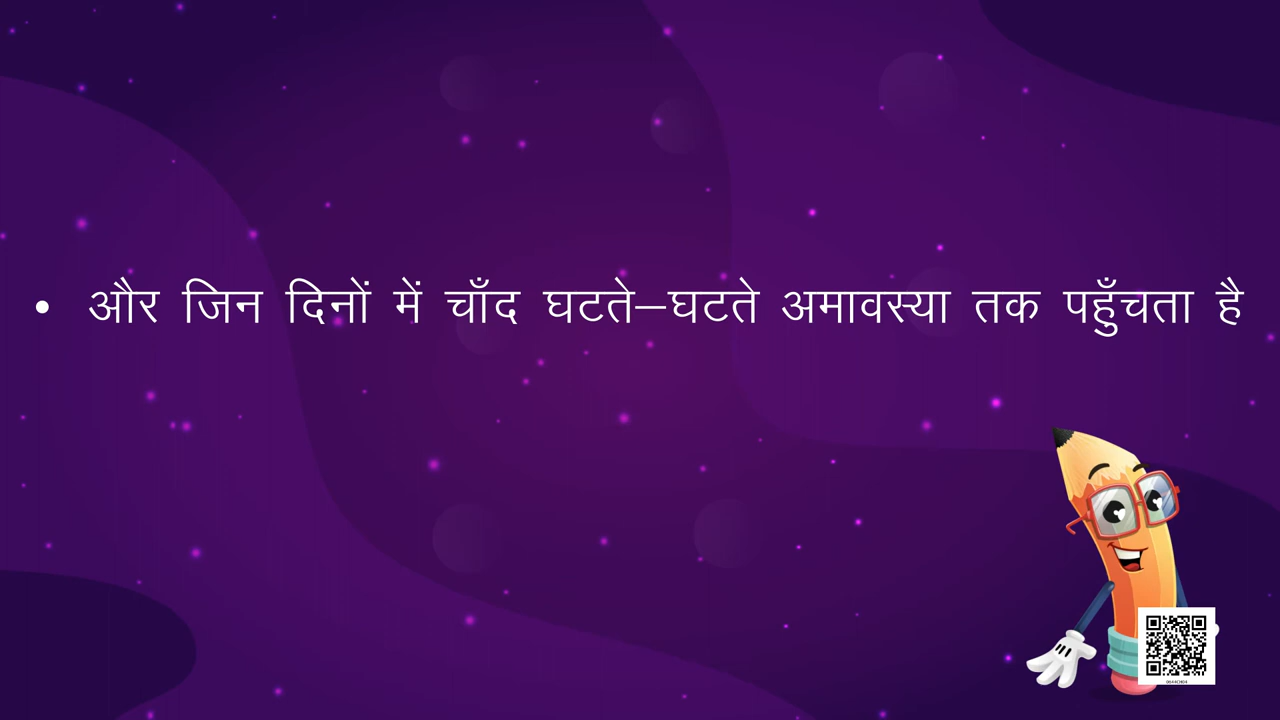 • और जिन दिनों में चाँद घटते–घटते अमावस्या तक पहुँचता है